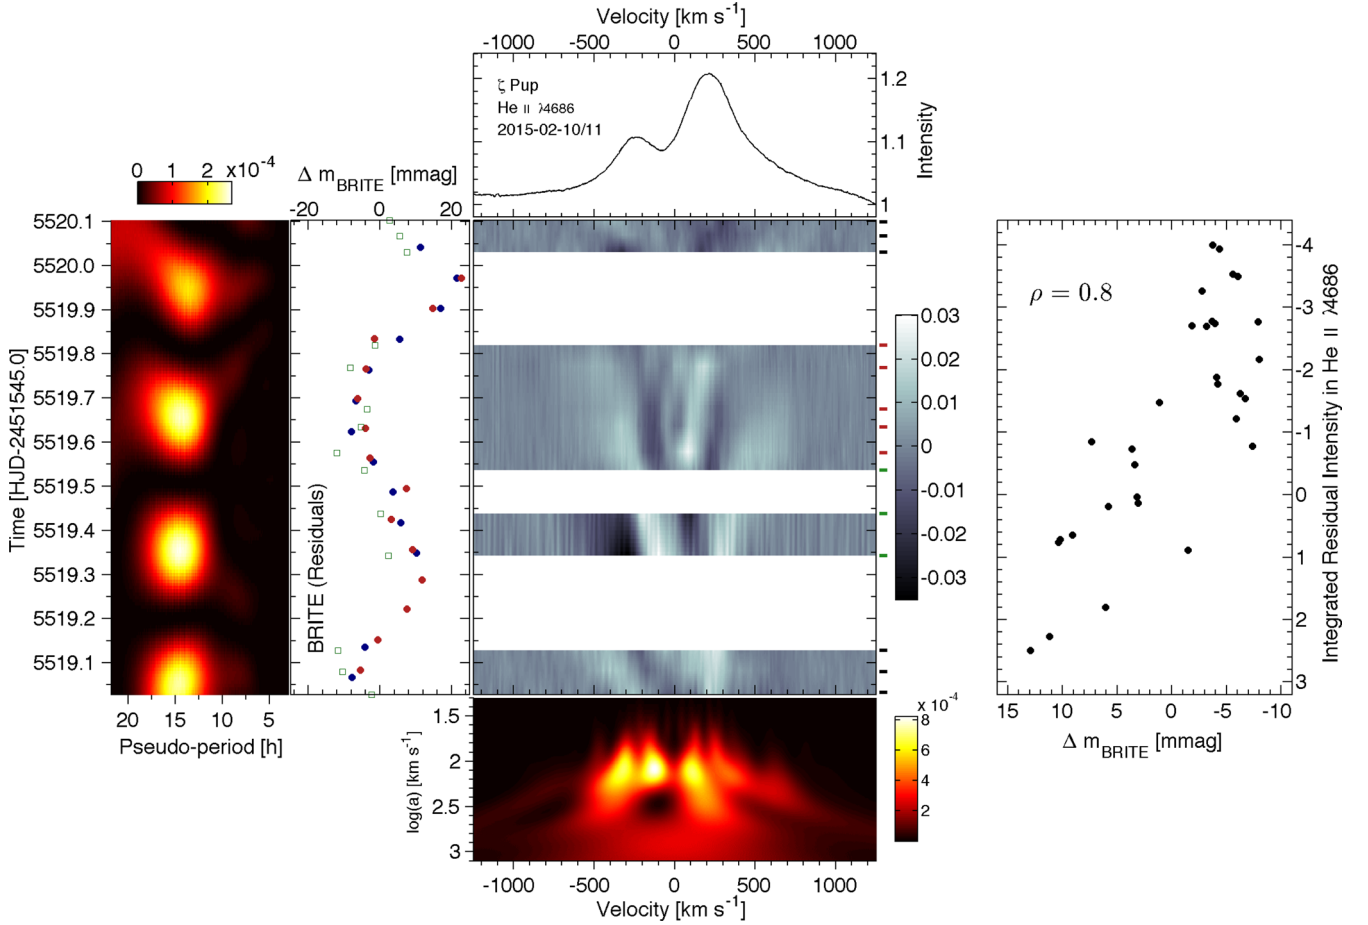 Velocity [km s⁻¹]
-1000 -500 0 500 1000
ζ Pup
He II λ4686
2015-02-10/11
1.2
1.1
1
Intensity
0 1 2 x10⁻⁴
Δ m_BRITE [mmag]
-20 0 20
5520.1
5520.0
5519.9
5519.8
5519.7
5519.6
5519.5
5519.4
5519.3
5519.2
5519.1
Time [HJD-2451545.0]
20 15 10 5
Pseudo-period [h]
BRITE (Residuals)
0.03
0.02
0.01
0
-0.01
-0.02
-0.03
ρ = 0.8
-4
-3
-2
-1
0
1
2
3
Integrated Residual Intensity in He II λ4686
15 10 5 0 -5 -10
Δ m_BRITE [mmag]
1.5
2
2.5
3
log(a) [km s⁻¹]
x 10⁻⁴
8
6
4
2
-1000 -500 0 500 1000
Velocity [km s⁻¹]